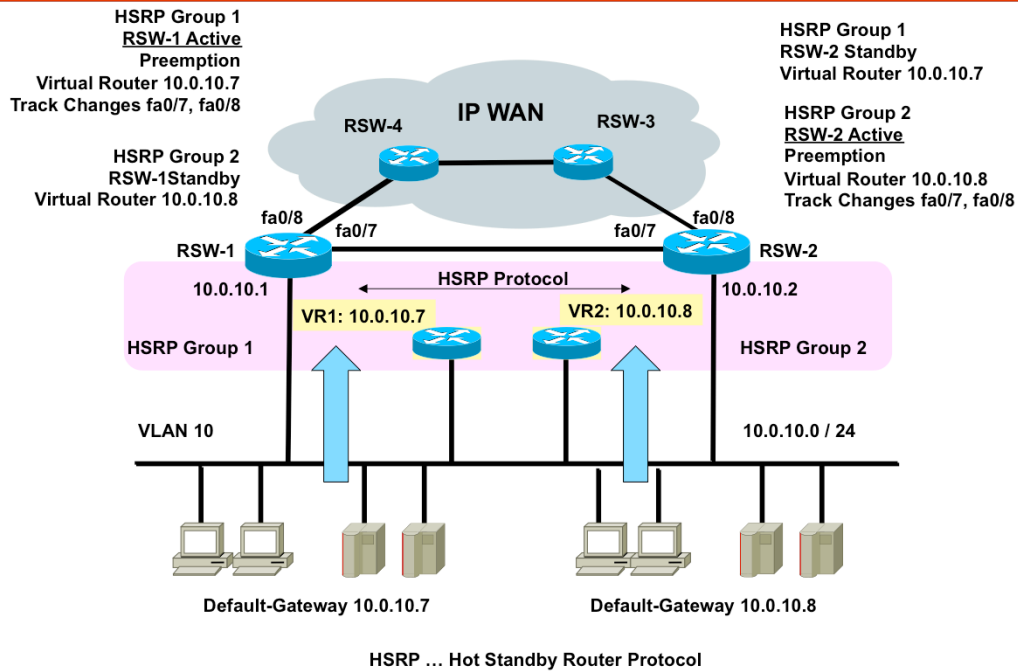 HSRP Group 1
RSW-1 Active
Preemption
Virtual Router 10.0.10.7
Track Changes fa0/7, fa0/8
HSRP Group 2
RSW-1Standby
Virtual Router 10.0.10.8
HSRP Group 1
RSW-2 Standby
Virtual Router 10.0.10.7
HSRP Group 2
RSW-2 Active
Preemption
Virtual Router 10.0.10.8
Track Changes fa0/7, fa0/8
IP WAN
RSW-4
RSW-3
fa0/8
fa0/7
fa0/7
fa0/8
RSW-1
RSW-2
10.0.10.1
HSRP Protocol
10.0.10.2
VR1: 10.0.10.7
VR2: 10.0.10.8
HSRP Group 1
HSRP Group 2
VLAN 10
10.0.10.0 / 24
Default-Gateway 10.0.10.7
Default-Gateway 10.0.10.8
HSRP ... Hot Standby Router Protocol